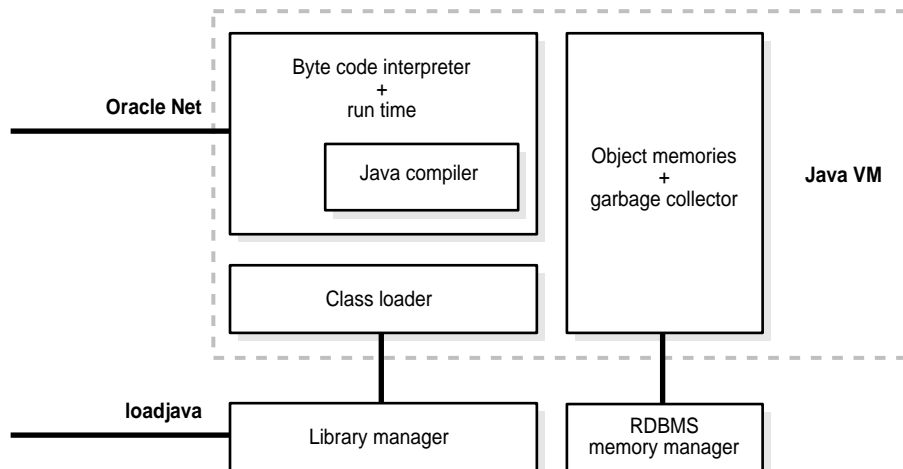 Byte code interpreter
+
run time
Oracle Net
Java compiler
Object memories
+
garbage collector
Java VM
Class loader
loadjava
Library manager
RDBMS
memory manager